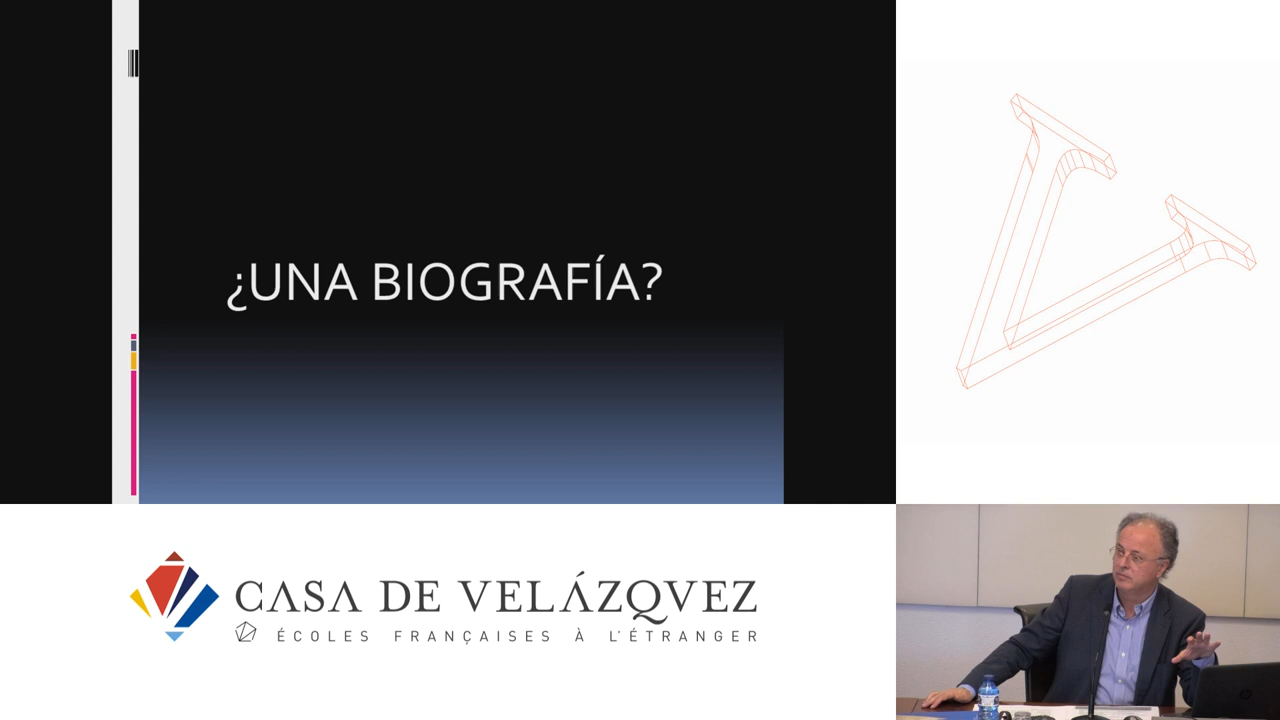 ¿UNA BIOGRAFÍA?
CASA DE VELÁZQVEZ
ÉCOLES FRANÇAISES À L'ÉTRANGER